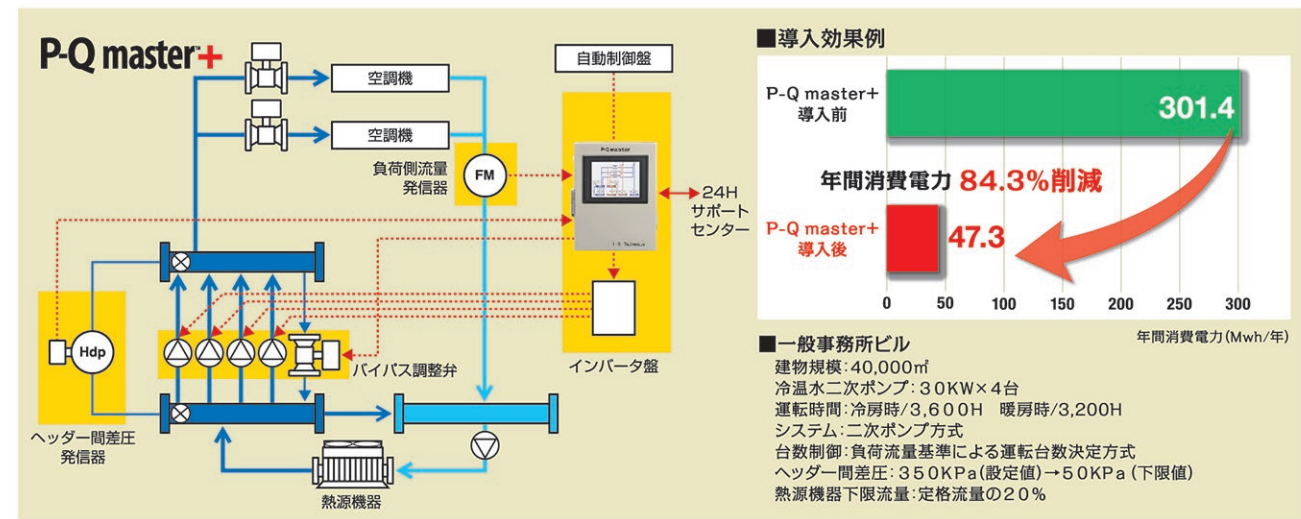 P-Q master™+
空調機
空調機
負荷側流量
発信器
FM
自動制御盤
P-Q master
24H
サポート
センター
Hdp
バイパス調整弁
インバータ盤
ヘッダー間差圧
発信器
熱源機器
■導入効果例
P-Q master+
導入前
301.4
年間消費電力 84.3%削減
P-Q master+
導入後
47.3
0 50 100 150 200 250 300
年間消費電力(Mwh/年)
■一般事務所ビル
建物規模:40,000㎡
冷温水二次ポンプ:30KW×4台
運転時間:冷房時/3,600H 暖房時/3,200H
システム:二次ポンプ方式
台数制御:負荷流量基準による運転台数決定方式
ヘッダー間差圧:350KPa(設定値)→50KPa(下限値)
熱源機器下限流量:定格流量の20%